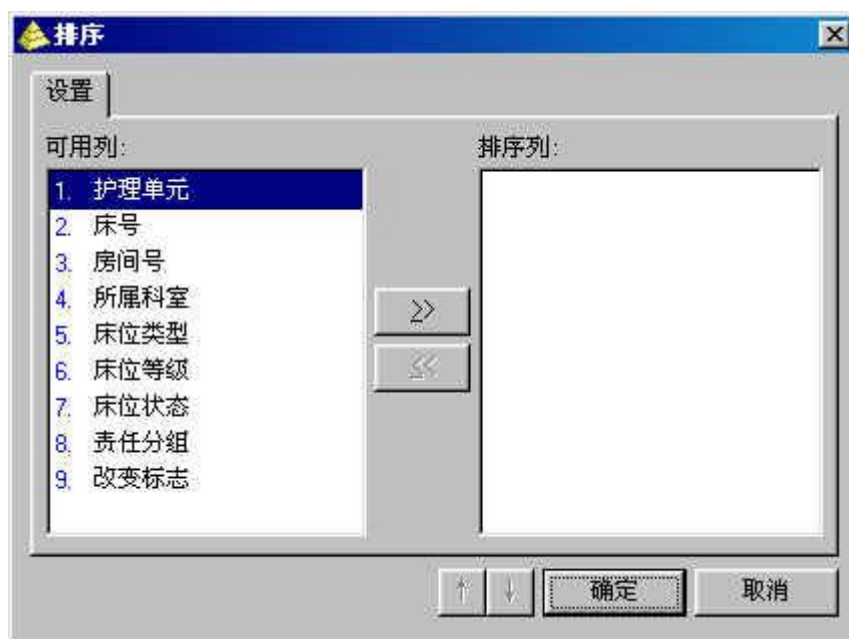 排序
设置
可用列:
排序列:
1. 护理单元
2. 床号
3. 房间号
4. 所属科室
5. 床位类型
6. 床位等级
7. 床位状态
8. 责任分组
9. 改变标志
>>
<<
↑ ↓ 确定 取消